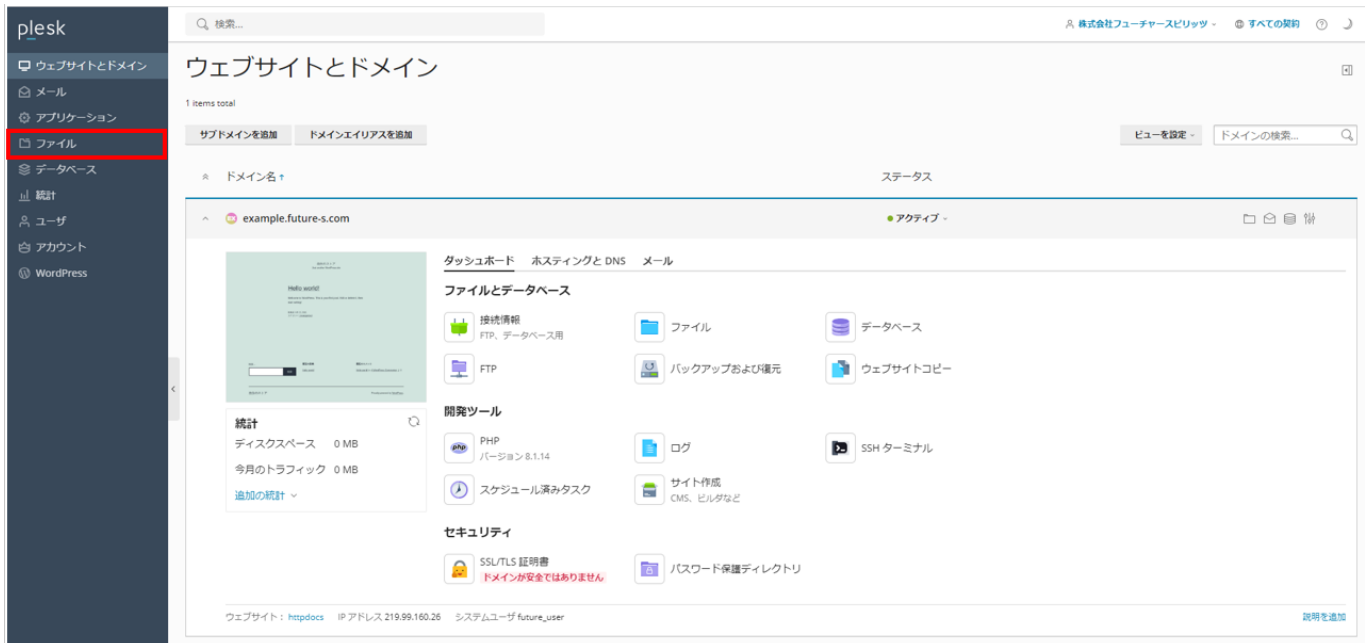 plesk
検索...
株式会社フューチャースピリッツ
すべての契約
ウェブサイトとドメイン
メール
アプリケーション
ファイル
データベース
統計
ユーザ
アカウント
WordPress
ウェブサイトとドメイン
1 items total
サブドメインを追加
ドメインエイリアスを追加
ビューを設定
ドメインの検索...
ドメイン名↑
ステータス
example.future-s.com
アクティブ
Hello world!
ダッシュボード
ホスティングと DNS
メール
ファイルとデータベース
接続情報
FTP、データベース用
ファイル
データベース
FTP
バックアップおよび復元
ウェブサイトコピー
開発ツール
PHP
バージョン 8.1.14
ログ
SSH ターミナル
スケジュール済みタスク
サイト作成
CMS、ビルダなど
セキュリティ
SSL/TLS 証明書
ドメインが安全ではありません
パスワード保護ディレクトリ
統計
ディスクスペース 0 MB
今月のトラフィック 0 MB
追加の統計
ウェブサイト： httpdocs IP アドレス 219.99.160.26 システムユーザ future_user
説明を追加